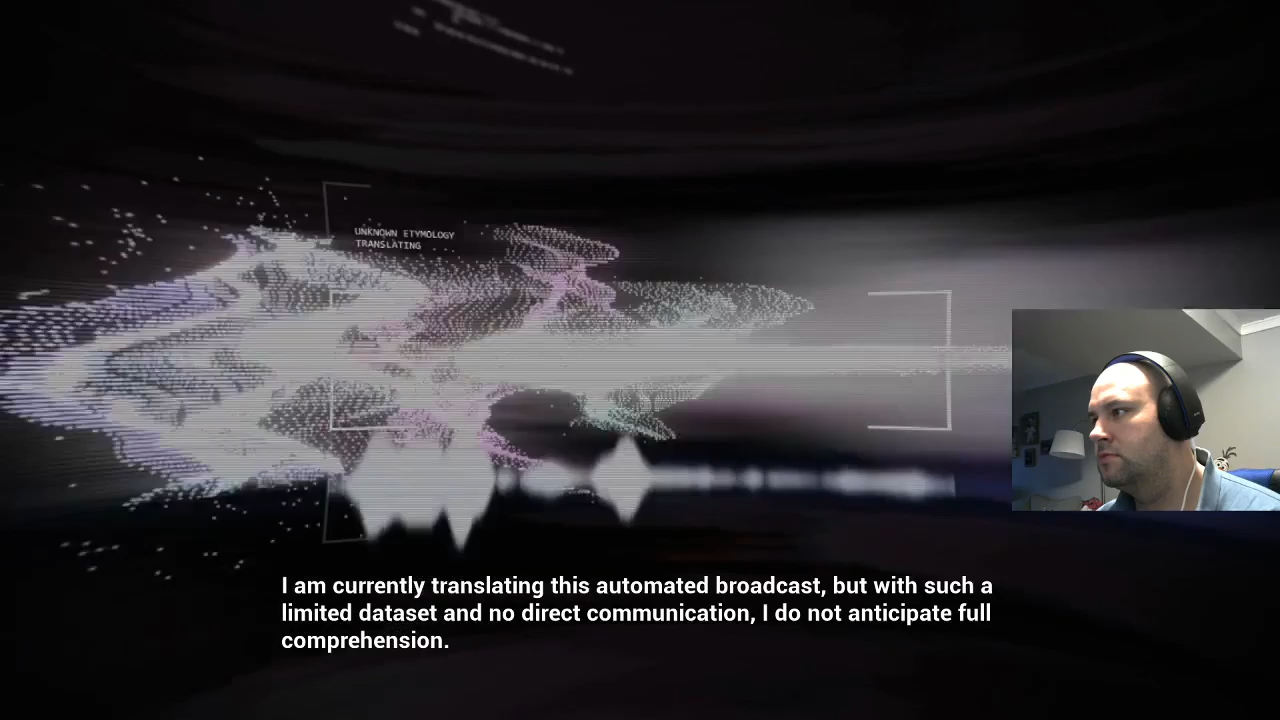 UNKNOWN ETYMOLOGY
TRANSLATING
I am currently translating this automated broadcast, but with such a
limited dataset and no direct communication, I do not anticipate full
comprehension.